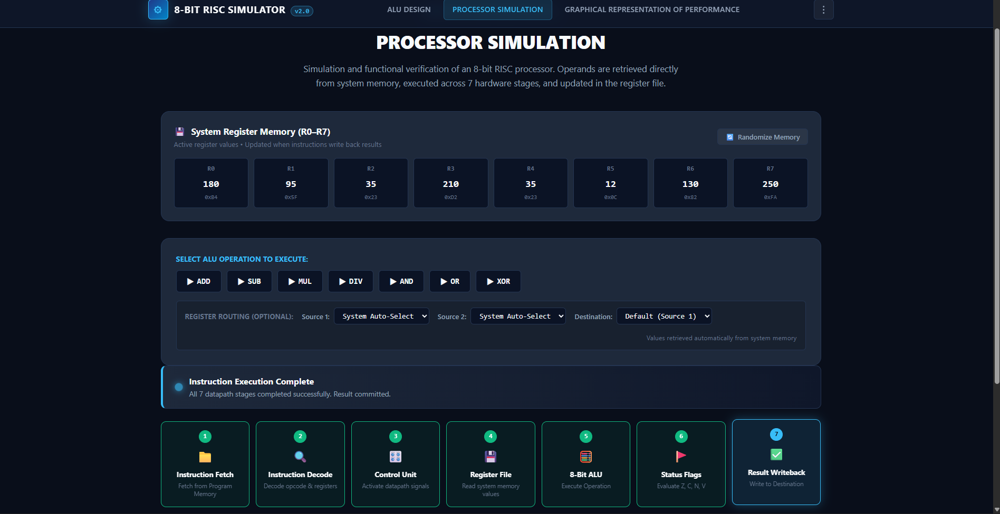 8-BIT RISC SIMULATOR v2.0
ALU DESIGN
PROCESSOR SIMULATION
GRAPHICAL REPRESENTATION OF PERFORMANCE
PROCESSOR SIMULATION
Simulation and functional verification of an 8-bit RISC processor. Operands are retrieved directly
from system memory, executed across 7 hardware stages, and updated in the register file.
System Register Memory (R0–R7)
Active register values • Updated when instructions write back results
Randomize Memory
R0
180
0xB4
R1
95
0x5F
R2
35
0x23
R3
210
0xD2
R4
35
0x23
R5
12
0x0C
R6
130
0x82
R7
250
0xFA
SELECT ALU OPERATION TO EXECUTE:
▶ ADD
▶ SUB
▶ MUL
▶ DIV
▶ AND
▶ OR
▶ XOR
REGISTER ROUTING (OPTIONAL): Source 1: System Auto-Select Source 2: System Auto-Select Destination: Default (Source 1)
Values retrieved automatically from system memory
Instruction Execution Complete
All 7 datapath stages completed successfully. Result committed.
1
Instruction Fetch
Fetch from Program
Memory
2
Instruction Decode
Decode opcode & registers
3
Control Unit
Activate datapath signals
4
Register File
Read system memory
values
5
8-Bit ALU
Execute Operation
6
Status Flags
Evaluate Z, C, N, V
7
Result Writeback
Write to Destination